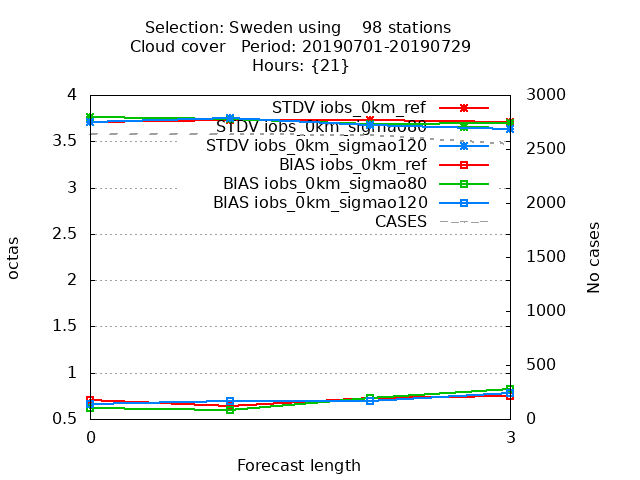 Selection: Sweden using    98 stations
Cloud cover   Period: 20190701-20190729
Hours: {21}
4
3.5
3
2.5
2
1.5
1
0.5
octas
3000
2500
2000
1500
1000
500
0
No cases
STDV iobs_0km_ref
STDV iobs_0km_sigmao80
STDV iobs_0km_sigmao120
BIAS iobs_0km_ref
BIAS iobs_0km_sigmao80
BIAS iobs_0km_sigmao120
CASES
0 3
Forecast length